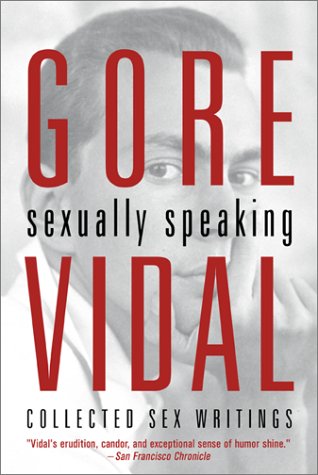 GORE
sexually speaking
VIDAL
COLLECTED SEX WRITINGS
"Vidal's erudition, candor, and exceptional sense of humor shine."
–San Francisco Chronicle